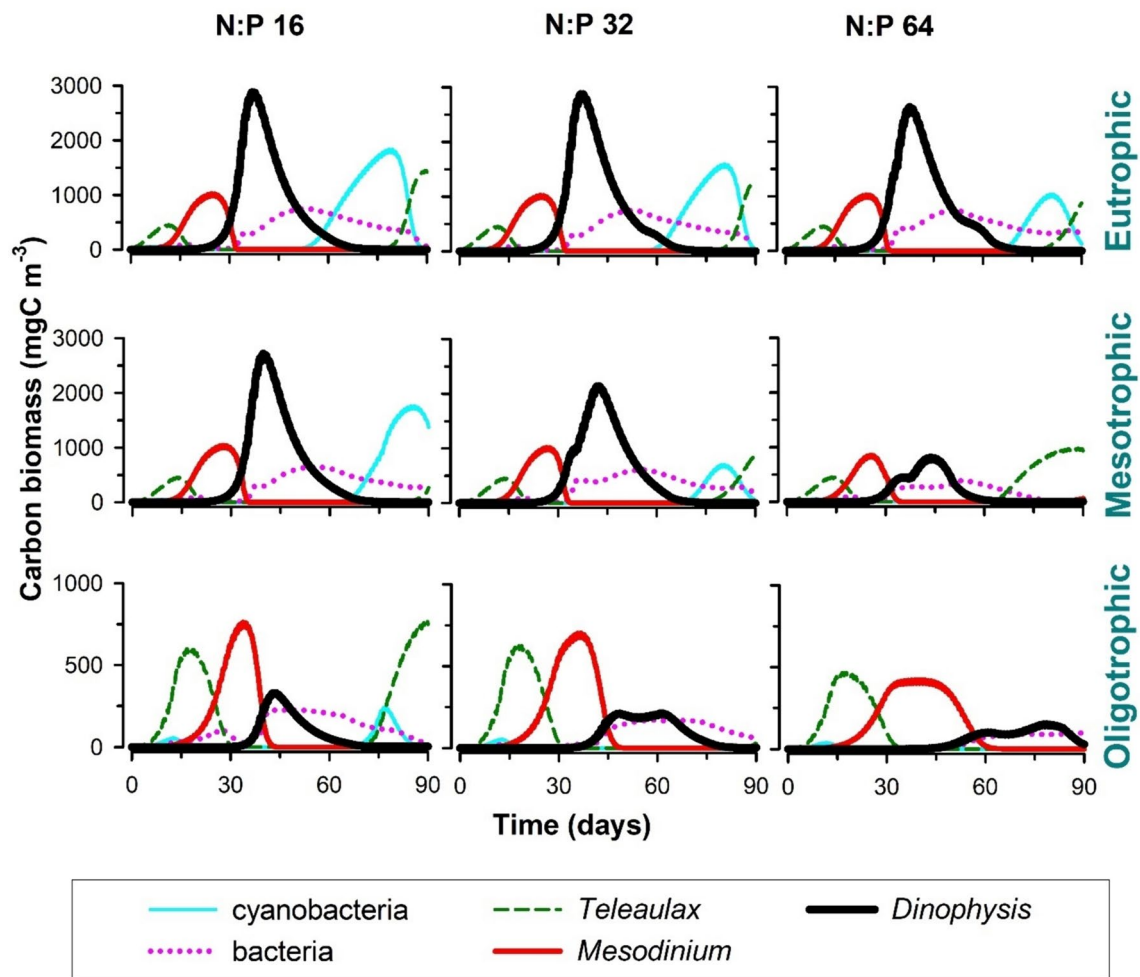 N:P 16 N:P 32 N:P 64
3000
2000
1000
0
Eutrophic
3000
2000
1000
0
Mesotrophic
1000
500
0
Oligotrophic
Carbon biomass (mgC m⁻³)
0 30 60 90 0 30 60 90 0 30 60 90
Time (days)
cyanobacteria Teleaulax Dinophysis
bacteria Mesodinium